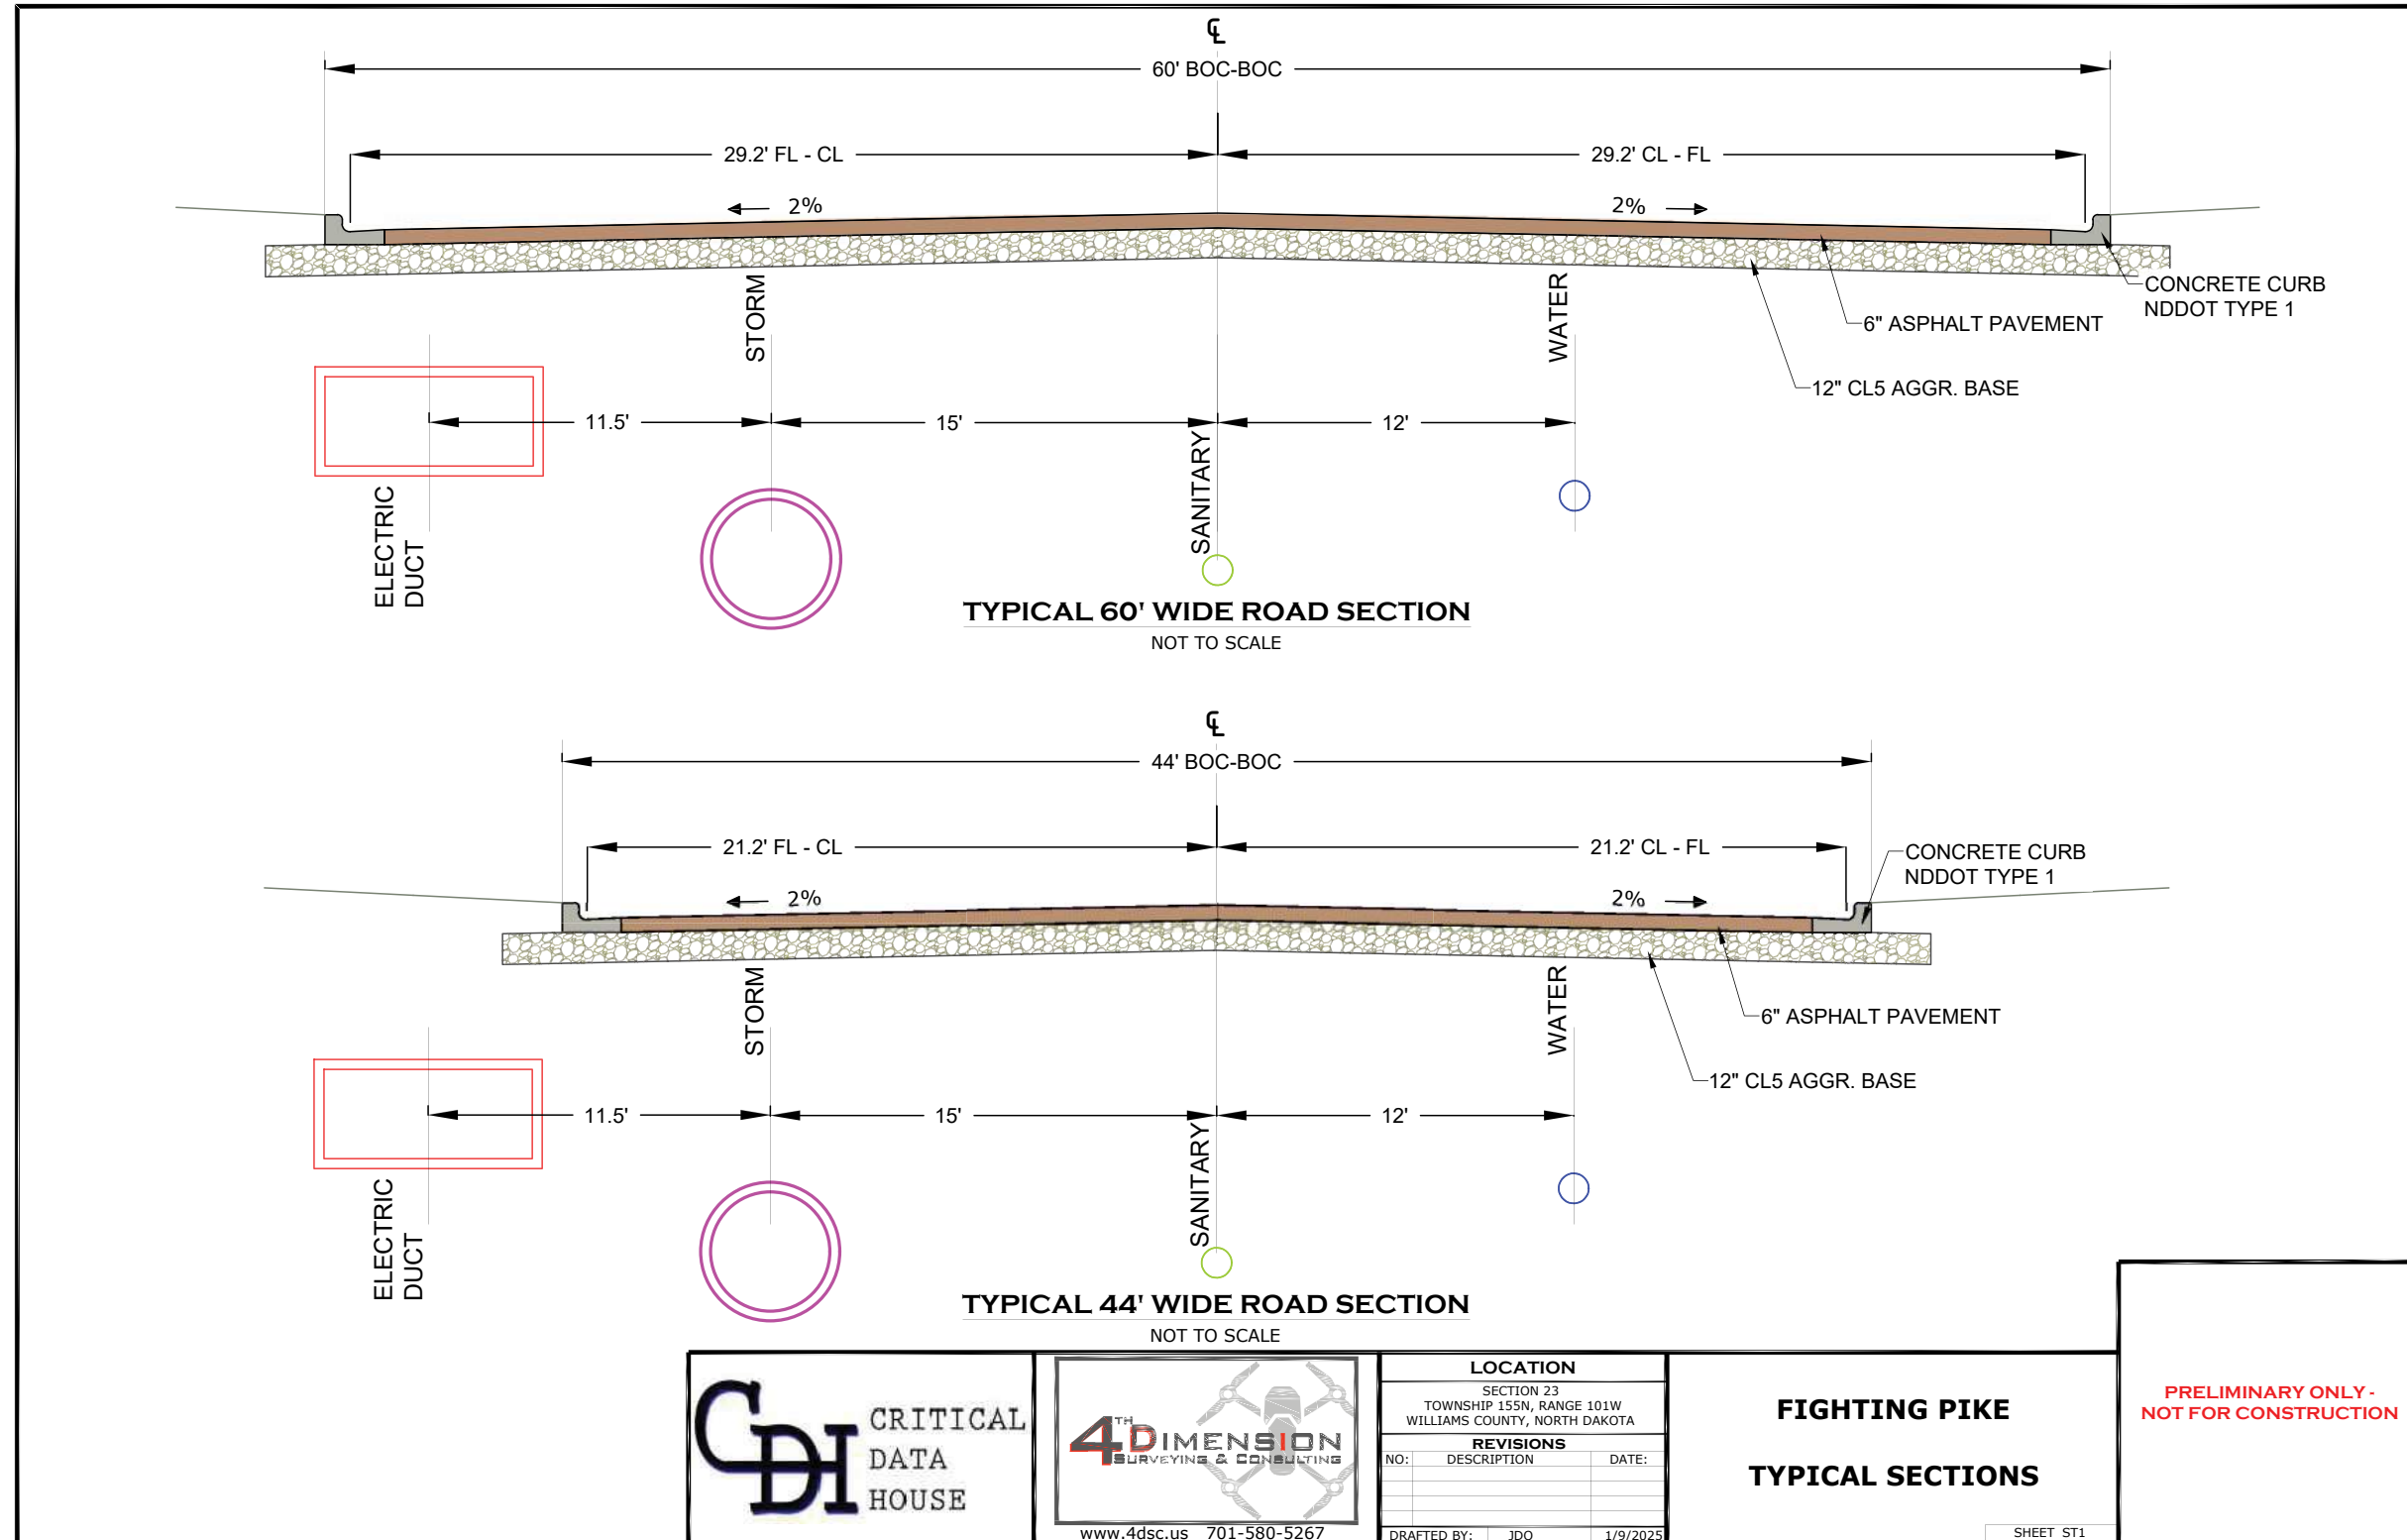 ℄
60' BOC-BOC
29.2' FL - CL
29.2' CL - FL
2%
2%
CONCRETE CURB
NDDOT TYPE 1
6" ASPHALT PAVEMENT
12" CL5 AGGR. BASE
STORM
WATER
11.5'
15'
12'
SANITARY
ELECTRIC
DUCT
TYPICAL 60' WIDE ROAD SECTION
NOT TO SCALE
℄
44' BOC-BOC
21.2' FL - CL
21.2' CL - FL
CONCRETE CURB
NDDOT TYPE 1
2%
2%
STORM
WATER
6" ASPHALT PAVEMENT
12" CL5 AGGR. BASE
11.5'
15'
12'
SANITARY
ELECTRIC
DUCT
TYPICAL 44' WIDE ROAD SECTION
NOT TO SCALE
CDH
CRITICAL
DATA
HOUSE
4TH DIMENSION
SURVEYING & CONSULTING
www.4dsc.us 701-580-5267
LOCATION
SECTION 23
TOWNSHIP 155N, RANGE 101W
WILLIAMS COUNTY, NORTH DAKOTA
REVISIONS
NO: DESCRIPTION DATE:
DRAFTED BY: JDO 1/9/2025
FIGHTING PIKE
TYPICAL SECTIONS
SHEET ST1
PRELIMINARY ONLY -
NOT FOR CONSTRUCTION